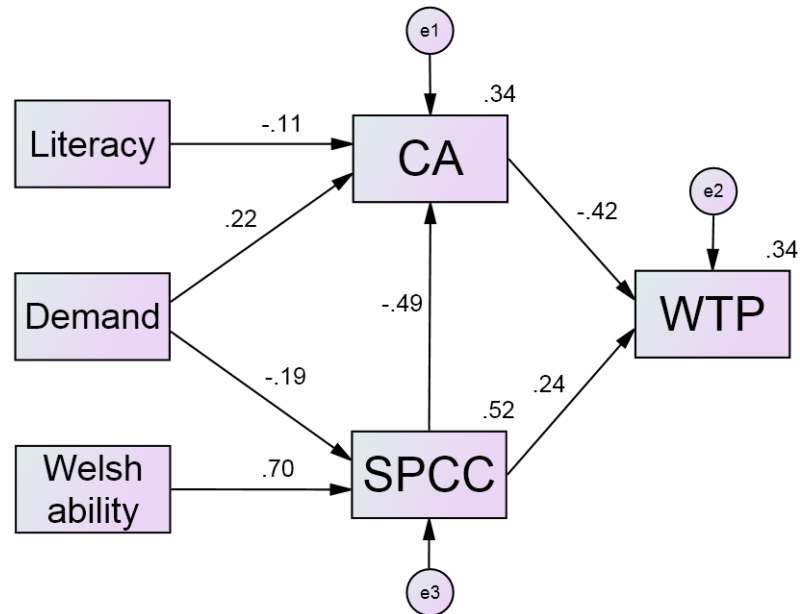 e1
.34
Literacy
-.11
CA
e2
.22
-.42
.34
Demand
-.49
WTP
-.19
.52
.24
Welsh
ability
.70
SPCC
e3